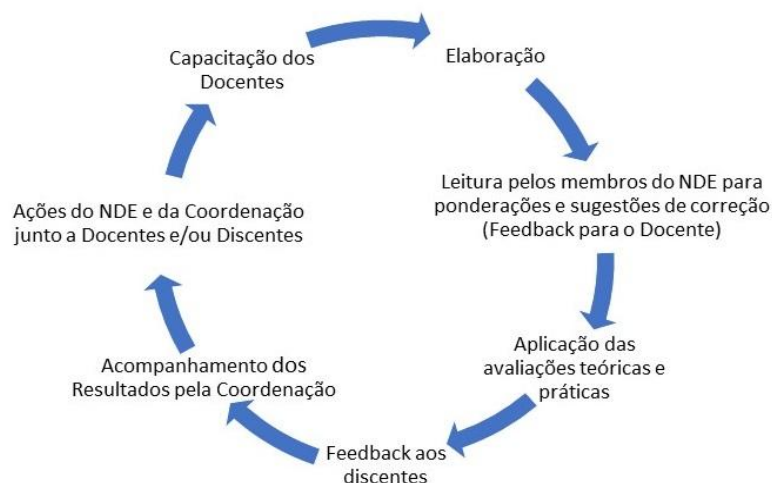 Capacitação dos
Docentes
Elaboração
Leitura pelos membros do NDE para
ponderações e sugestões de correção
(Feedback para o Docente)
Aplicação das
avaliações teóricas e
práticas
Feedback aos
discentes
Acompanhamento dos
Resultados pela Coordenação
Ações do NDE e da Coordenação
junto a Docentes e/ou Discentes